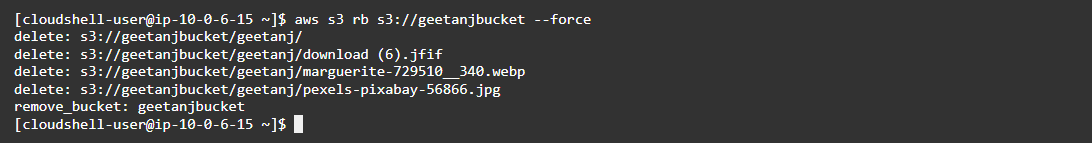 [cloudshell-user@ip-10-0-6-15 ~]$ aws s3 rb s3://geetanjbucket --force
delete: s3://geetanjbucket/geetanj/
delete: s3://geetanjbucket/geetanj/download (6).jfif
delete: s3://geetanjbucket/geetanj/marguerite-729510__340.webp
delete: s3://geetanjbucket/geetanj/pexels-pixabay-56866.jpg
remove_bucket: geetanjbucket
[cloudshell-user@ip-10-0-6-15 ~]$